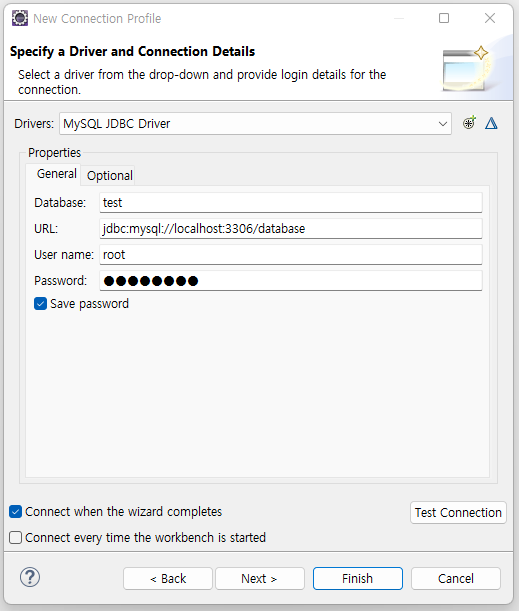 New Connection Profile
Specify a Driver and Connection Details
Select a driver from the drop-down and provide login details for the
connection.
Drivers: MySQL JDBC Driver
Properties
General Optional
Database: test
URL: jdbc:mysql://localhost:3306/database
User name: root
Password: ●●●●●●●●
Save password
Connect when the wizard completes
Test Connection
Connect every time the workbench is started
? < Back Next > Finish Cancel